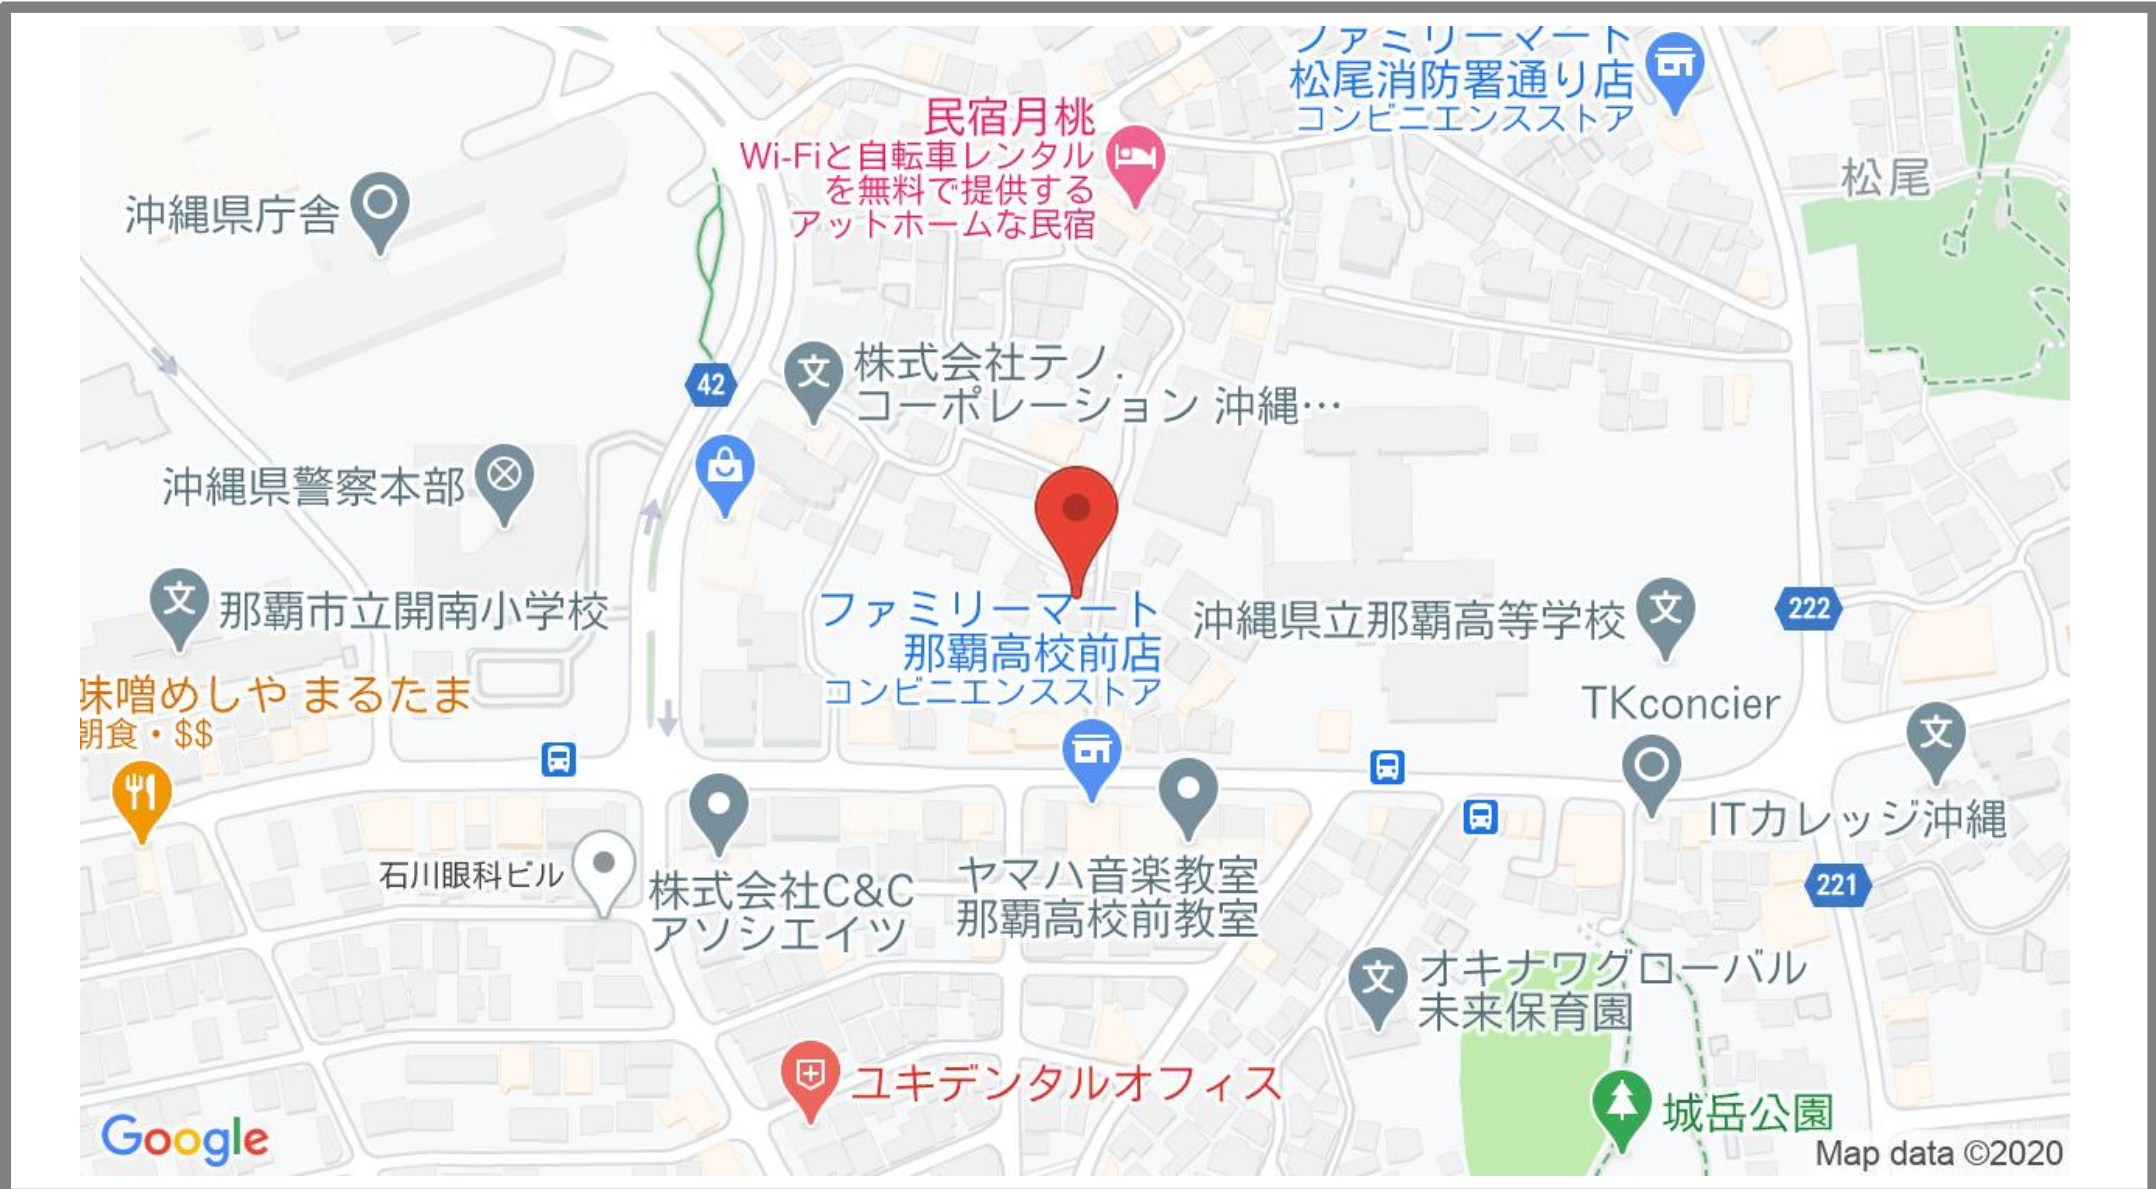 ファミリーマート
松尾消防署通り店
コンビニエンスストア
民宿月桃
Wi-Fiと自転車レンタル
を無料で提供する
アットホームな民宿
松尾
沖縄県庁舎
株式会社テノ.
コーポレーション 沖縄…
42
沖縄県警察本部
那覇市立開南小学校
ファミリーマート
那覇高校前店
コンビニエンスストア
沖縄県立那覇高等学校
222
味噌めしや まるたま
朝食・$$
TKconcier
ITカレッジ沖縄
石川眼科ビル
株式会社C&C
アソシエイツ
ヤマハ音楽教室
那覇高校前教室
221
オキナワグローバル
未来保育園
ユキデンタルオフィス
城岳公園
Google
Map data ©2020